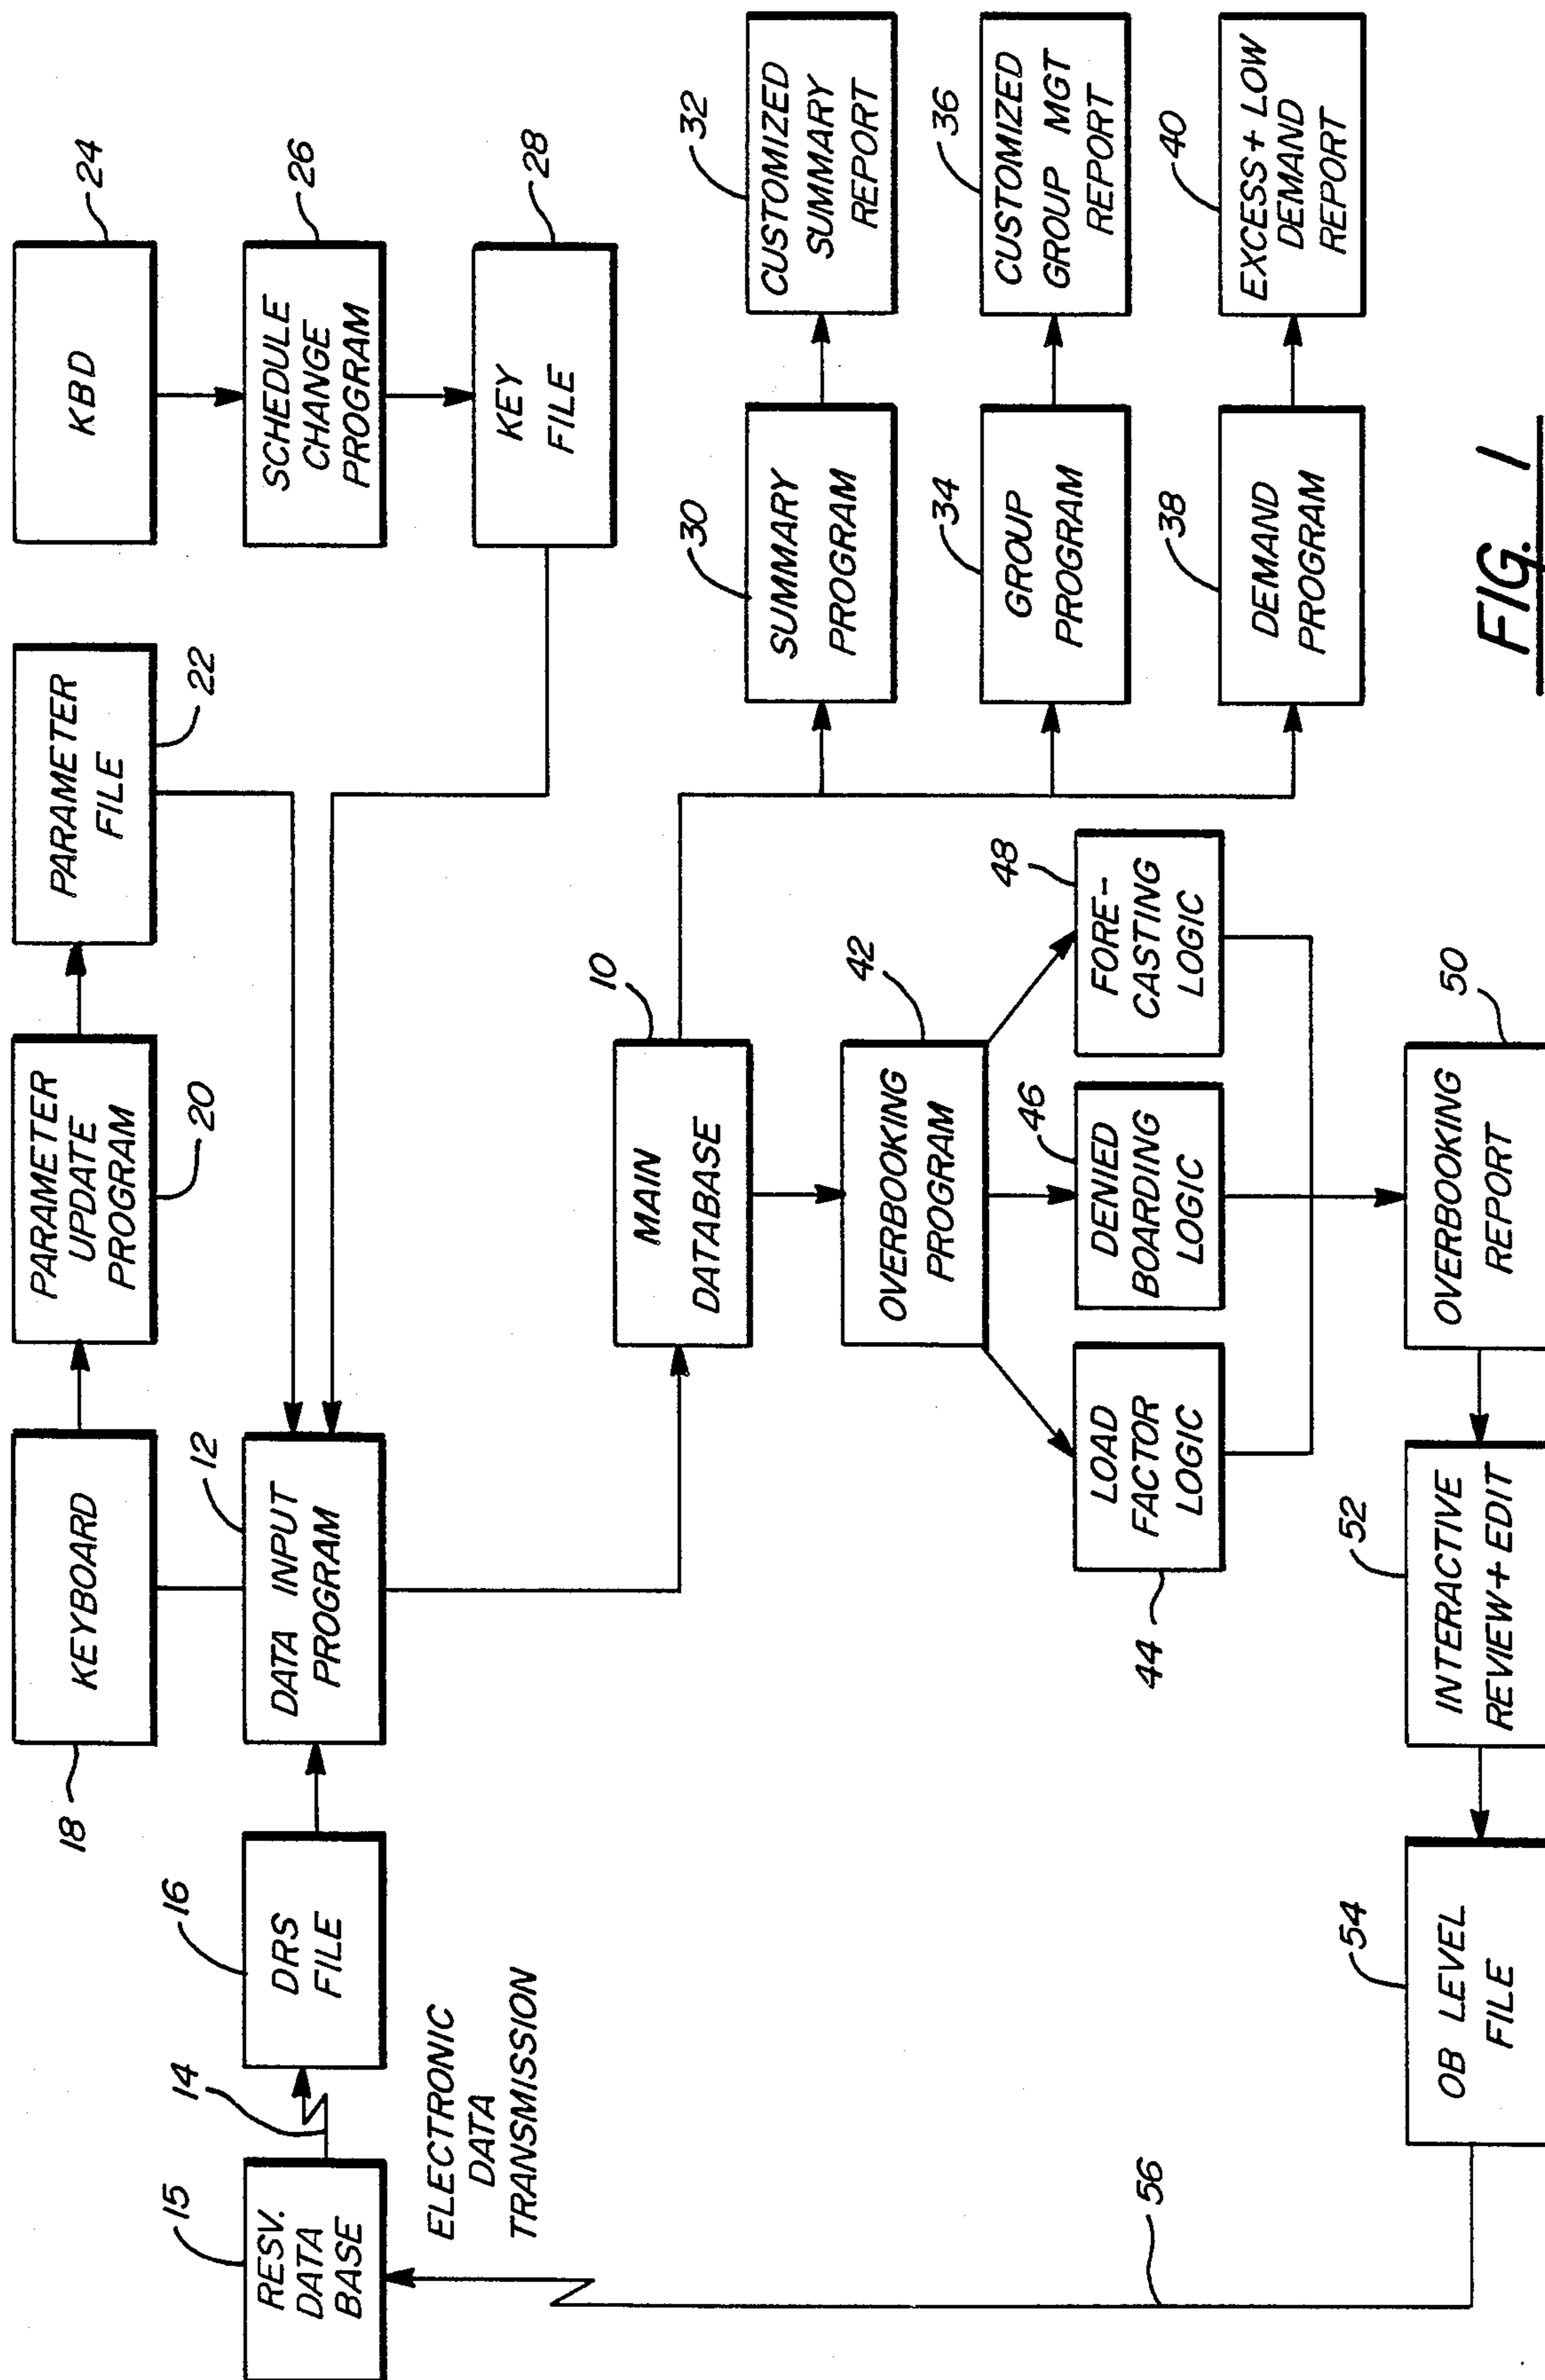 18
KEYBOARD
PARAMETER
UPDATE
PROGRAM
20
PARAMETER
FILE
22
KBD
24
15
RESV.
DATA
BASE
14
16
DRS
FILE
12
DATA INPUT
PROGRAM
SCHEDULE
CHANGE
PROGRAM
26
ELECTRONIC
DATA
TRANSMISSION
KEY
FILE
28
10
MAIN
DATABASE
30
SUMMARY
PROGRAM
32
CUSTOMIZED
SUMMARY
REPORT
42
OVERBOOKING
PROGRAM
34
GROUP
PROGRAM
36
CUSTOMIZED
GROUP MGT
REPORT
44
LOAD
FACTOR
LOGIC
46
DENIED
BOARDING
LOGIC
48
FORE-
CASTING
LOGIC
38
DEMAND
PROGRAM
40
EXCESS+LOW
DEMAND
REPORT
56
54
OB LEVEL
FILE
52
INTERACTIVE
REVIEW+EDIT
50
OVERBOOKING
REPORT
FIG. 1